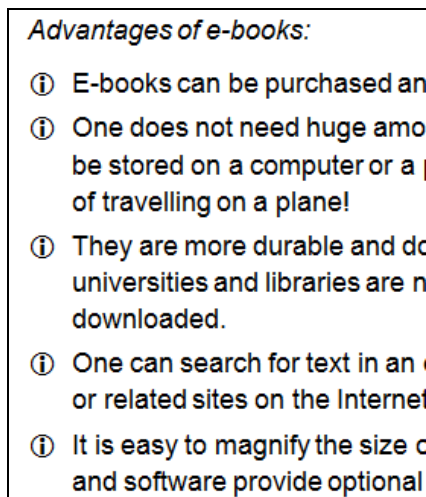 Advantages of e-books:
ⓘ E-books can be purchased an
ⓘ One does not need huge amo
be stored on a computer or a
of travelling on a plane!
ⓘ They are more durable and do
universities and libraries are n
downloaded.
ⓘ One can search for text in an
or related sites on the Internet
ⓘ It is easy to magnify the size o
and software provide optional